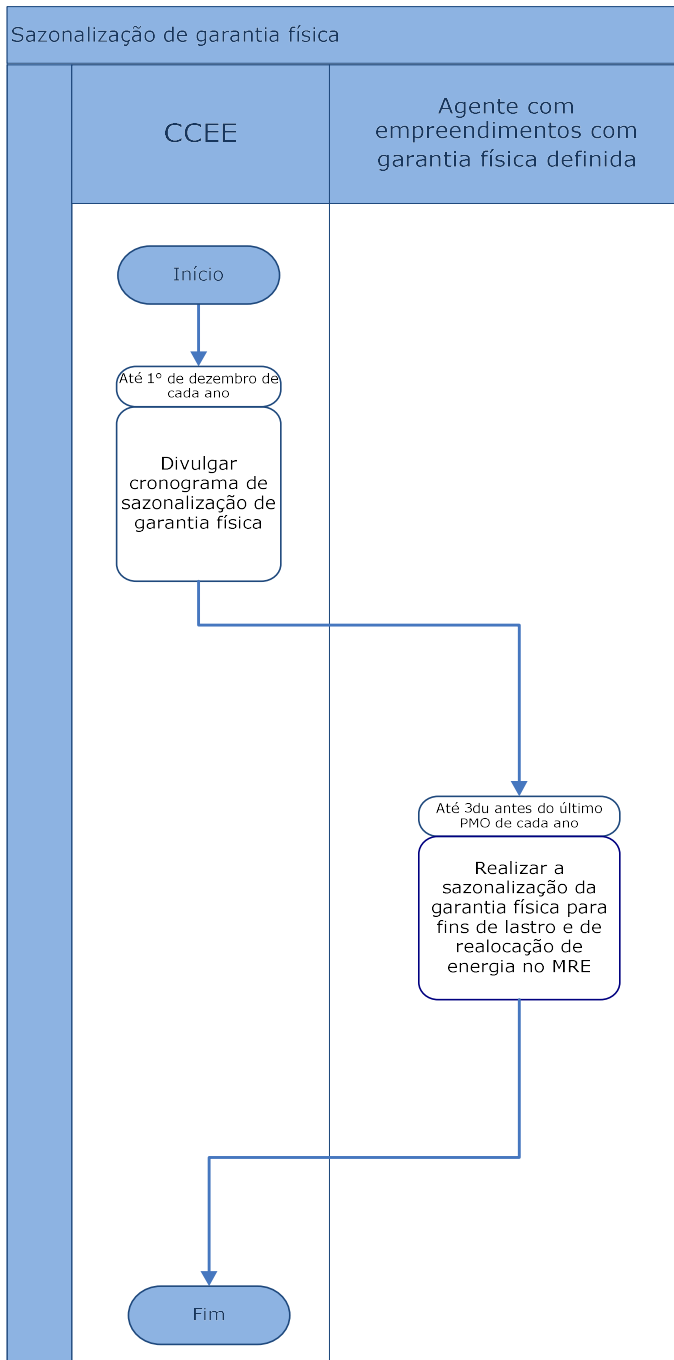 Sazonalização de garantia física
CCEE
Agente com
empreendimentos com
garantia física definida
Início
Até 1º de dezembro de
cada ano
Divulgar
cronograma de
sazonalização de
garantia física
Até 3du antes do último
PMO de cada ano
Realizar a
sazonalização da
garantia física para
fins de lastro e de
realocação de
energia no MRE
Fim